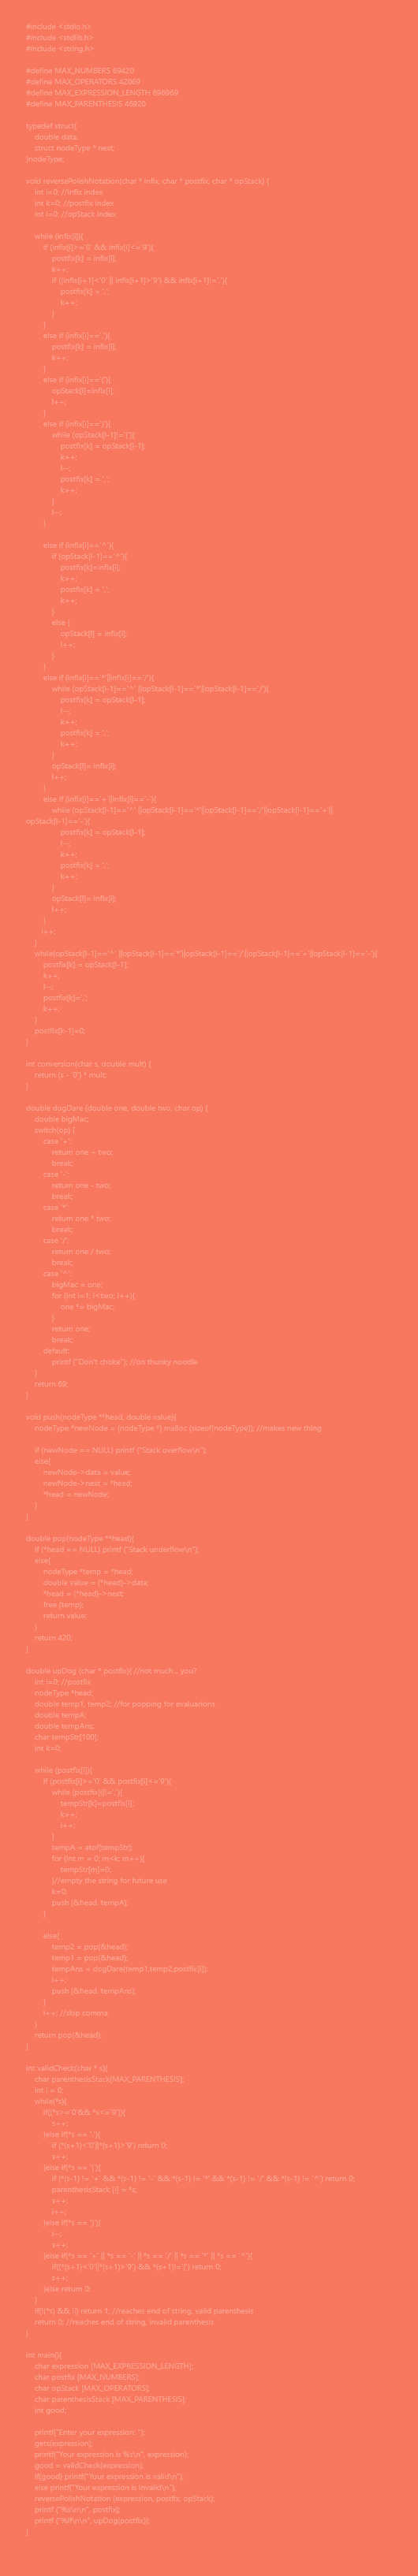 #include <stdio.h>
#include <stdlib.h>
#include <string.h>
#define MAX_NUMBERS 69420
#define MAX_OPERATORS 42069
#define MAX_EXPRESSION_LENGTH 696969
#define MAX_PARENTHESIS 46920
typedef struct{
double data;
struct nodeType * next;
}nodeType;
void reversePolishNotation(char * infix, char * postfix, char * opStack) {
int i=0; //infix index
int k=0; //postfix index
int l=0; //opStack index
while (infix[i]){
if (infix[i]>='0' && infix[i]<='9'){
postfix[k] = infix[i];
k++;
if ((infix[i+1]<'0' || infix[i+1]>'9') && infix[i+1]!='.'){
postfix[k] = ',';
k++;
}
}
else if (infix[i]=='.'){
postfix[k] = infix[i];
k++;
}
else if (infix[i]=='('){
opStack[l]=infix[i];
l++;
}
else if (infix[i]==')'){
while (opStack[l-1]!='('){
postfix[k] = opStack[l-1];
k++;
l--;
postfix[k] = ',';
k++;
}
l--;
}
else if (infix[i]=='^'){
if (opStack[l-1]=='^'){
postfix[k]=infix[i];
k++;
postfix[k] = ',';
k++;
}
else {
opStack[l] = infix[i];
l++;
}
}
else if (infix[i]=='*'||infix[i]=='/'){
while (opStack[l-1]=='^' ||opStack[l-1]=='*'||opStack[l-1]=='/'){
postfix[k] = opStack[l-1];
l--;
k++;
postfix[k] = ',';
k++;
}
opStack[l]= infix[i];
l++;
}
else if (infix[i]=='+'||infix[i]=='-'){
while (opStack[l-1]=='^' ||opStack[l-1]=='*'||opStack[l-1]=='/'||opStack[l-1]=='+'||
opStack[l-1]=='-'){
postfix[k] = opStack[l-1];
l--;
k++;
postfix[k] = ',';
k++;
}
opStack[l]= infix[i];
l++;
}
i++;
}
while(opStack[l-1]=='^' ||opStack[l-1]=='*'||opStack[l-1]=='/'||opStack[l-1]=='+'||opStack[l-1]=='-'){
postfix[k] = opStack[l-1];
k++;
l--;
postfix[k]=',';
k++;
}
postfix[k-1]=0;
}
int conversion(char s, double mult) {
return (s - '0') * mult;
}
double dogDare (double one, double two, char op) {
double bigMac;
switch(op) {
case '+':
return one + two;
break;
case '-':
return one - two;
break;
case '*':
return one * two;
break;
case '/':
return one / two;
break;
case '^':
bigMac = one;
for (int i=1; i<two; i++){
one *= bigMac;
}
return one;
break;
default:
printf ("Don't choke"); //on thunky noodle
}
return 69;
}
void push(nodeType **head, double value){
nodeType *newNode = (nodeType *) malloc (sizeof(nodeType)); //makes new thing
if (newNode == NULL) printf ("Stack overflow\n");
else{
newNode->data = value;
newNode->next = *head;
*head = newNode;
}
}
double pop(nodeType **head){
if (*head == NULL) printf ("Stack underflow\n");
else{
nodeType *temp = *head;
double value = (*head)->data;
*head = (*head)->next;
free (temp);
return value;
}
return 420;
}
double upDog (char * postfix){ //not much... you?
int i=0; //postfix
nodeType *head;
double temp1, temp2; //for popping for evaluations
double tempA;
double tempAns;
char tempStr[100];
int k=0;
while (postfix[i]){
if (postfix[i]>='0' && postfix[i]<='9'){
while (postfix[i]!=','){
tempStr[k]=postfix[i];
k++;
i++;
}
tempA = atof(tempStr);
for (int m = 0; m<k; m++){
tempStr[m]=0;
}//empty the string for future use
k=0;
push (&head, tempA);
}
else{
temp2 = pop(&head);
temp1 = pop(&head);
tempAns = dogDare(temp1,temp2,postfix[i]);
i++;
push (&head, tempAns);
}
i++; //skip comma
}
return pop(&head);
}
int validCheck(char * s){
char parenthesisStack[MAX_PARENTHESIS];
int i = 0;
while(*s){
if((*s>='0'&& *s<='9')){
s++;
}else if(*s == '.'){
if (*(s+1)<'0'||*(s+1)>'9') return 0;
s++;
}else if(*s == '('){
if (*(s-1) != '+' && *(s-1) != '-' && *(s-1) != '*' && *(s-1) != '/' && *(s-1) != '^') return 0;
parenthesisStack [i] = *s;
s++;
i++;
}else if(*s == ')'){
i--;
s++;
}else if(*s == '+' || *s == '-' || *s == '/' || *s == '*' || *s == '^'){
if((*(s+1)<'0'||*(s+1)>'9') && *(s+1)!='(') return 0;
s++;
}else return 0;
}
if(!(*s) && !i) return 1; //reaches end of string, valid parenthesis
return 0; //reaches end of string, invalid parenthesis
}
int main(){
char expression [MAX_EXPRESSION_LENGTH];
char postfix [MAX_NUMBERS];
char opStack [MAX_OPERATORS];
char parenthesisStack [MAX_PARENTHESIS];
int good;
printf("Enter your expression: ");
gets(expression);
printf("Your expression is %s\n", expression);
good = validCheck(expression);
if(good) printf("Your expression is valid\n");
else printf("Your expression is invalid\n");
reversePolishNotation (expression, postfix, opStack);
printf ("%s\n\n", postfix);
printf ("%lf\n\n", upDog(postfix));
}